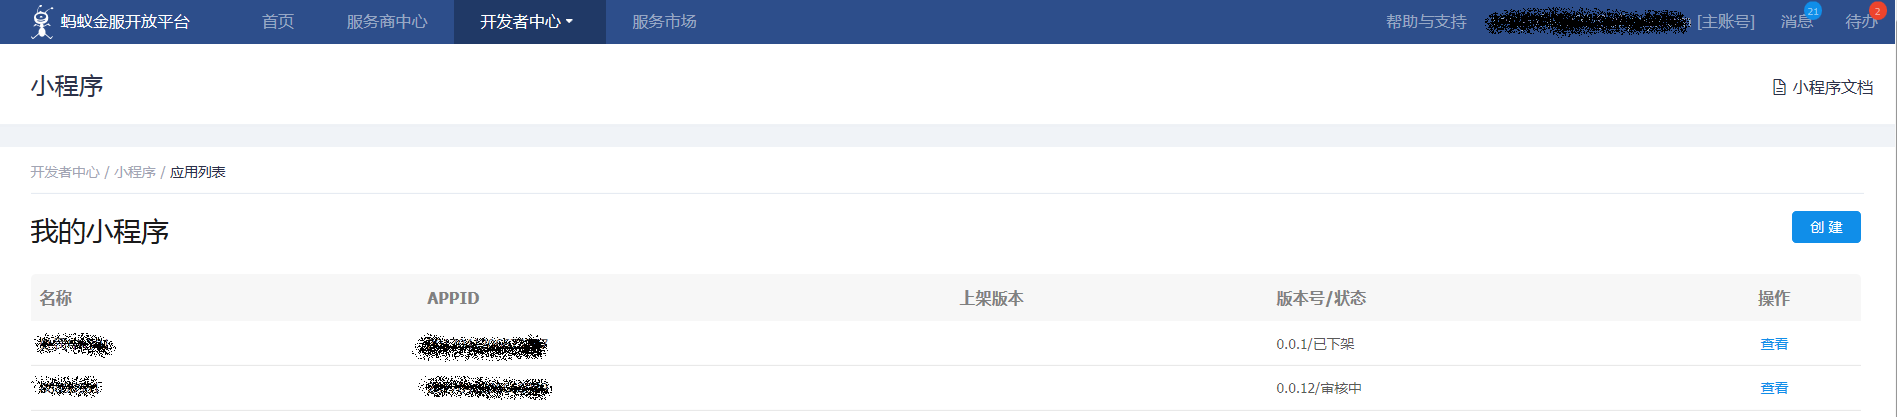 蚂蚁金服开放平台 首页 服务商中心 开发者中心 服务市场 帮助与支持 [主账号] 消息 21 待办 2
小程序 小程序文档
开发者中心 / 小程序 / 应用列表
我的小程序 创 建
名称 APPID 上架版本 版本号/状态 操作
0.0.1/已下架 查看
0.0.12/审核中 查看